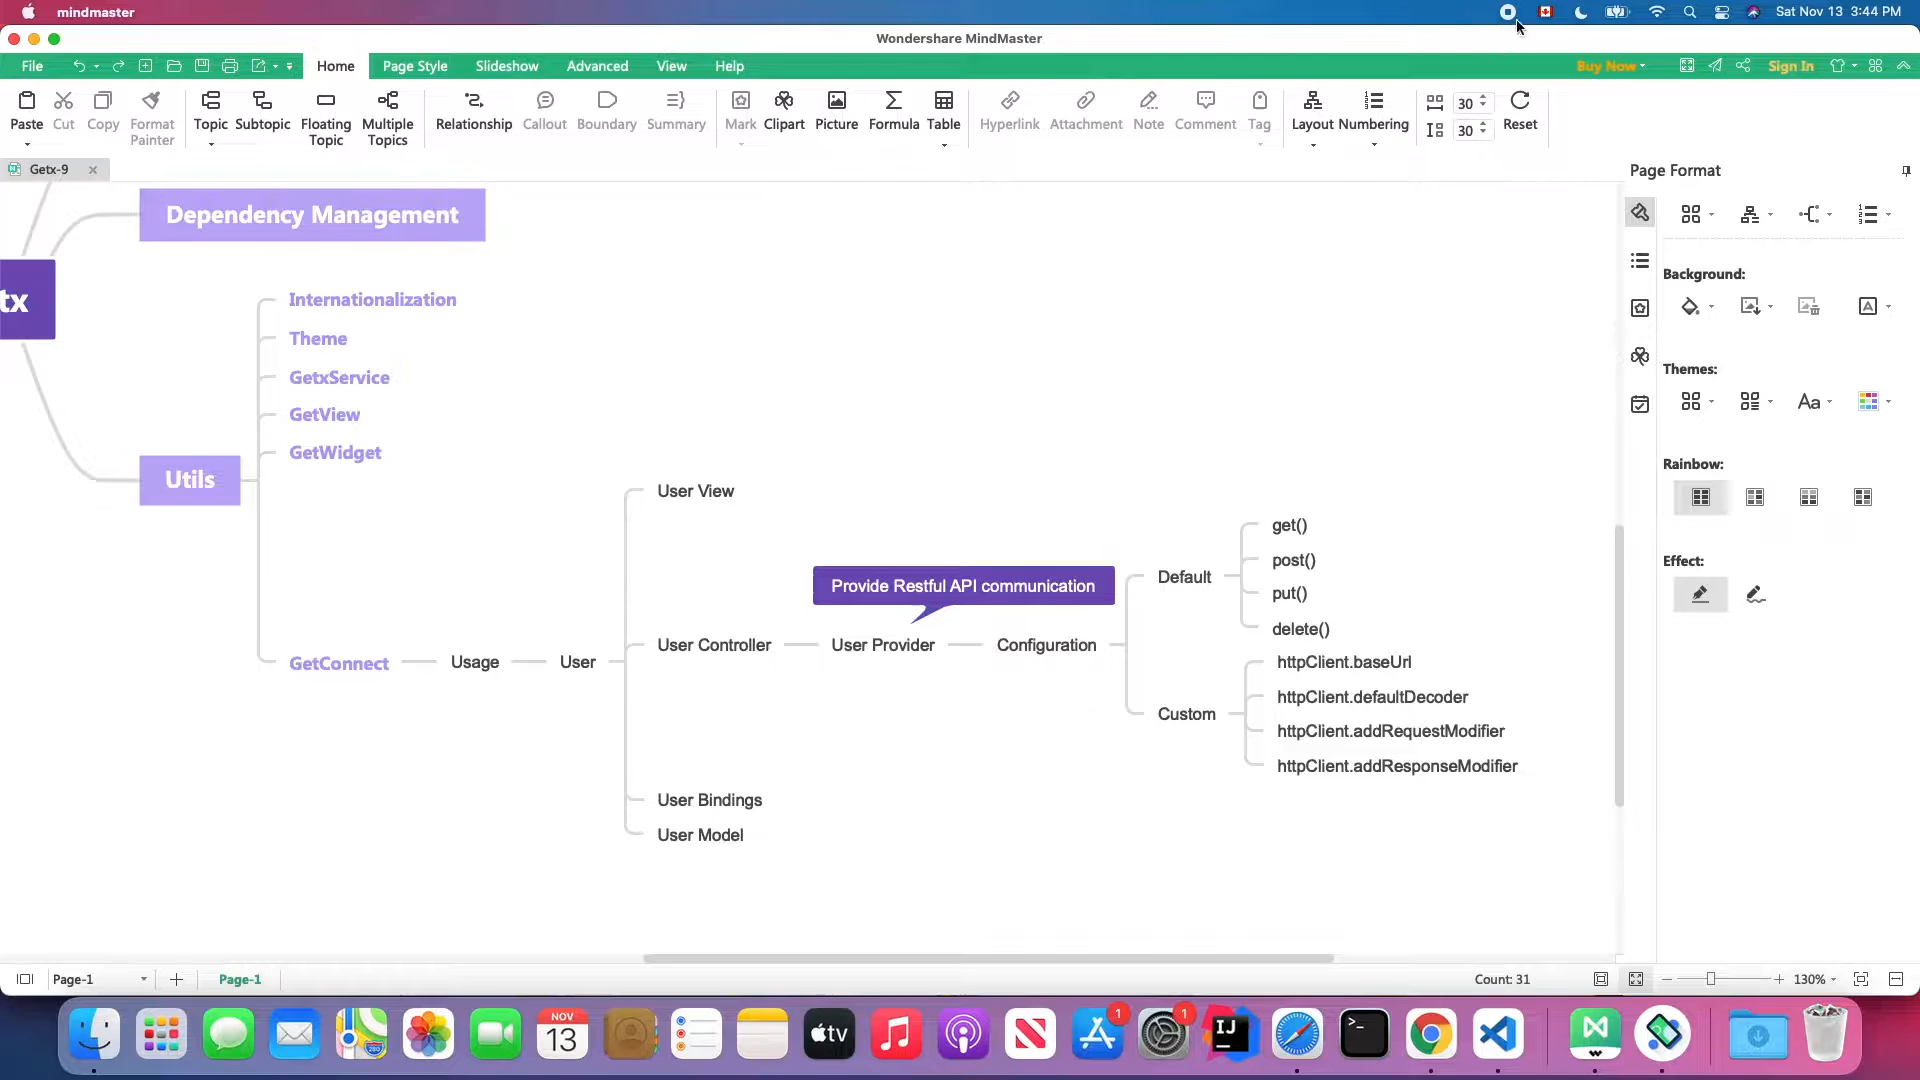 mindmaster
Sat Nov 13 3:44 PM
Wondershare MindMaster
File
Home
Page Style
Slideshow
Advanced
View
Help
Buy Now
Sign In
Paste
Cut
Copy
Format Painter
Topic
Subtopic
Floating Topic
Multiple Topics
Relationship
Callout
Boundary
Summary
Mark
Clipart
Picture
Formula
Table
Hyperlink
Attachment
Note
Comment
Tag
Layout
Numbering
30
30
Reset
Getx-9
Page Format
Background:
Themes:
Aa
Rainbow:
Effect:
Dependency Management
tx
Utils
Internationalization
Theme
GetxService
GetView
GetWidget
GetConnect
Usage
User
User View
User Controller
User Bindings
User Model
Provide Restful API communication
User Provider
Configuration
Default
get()
post()
put()
delete()
Custom
httpClient.baseUrl
httpClient.defaultDecoder
httpClient.addRequestModifier
httpClient.addResponseModifier
Page-1
Page-1
Count: 31
130%
NOV
13
tv
1
1
IJ